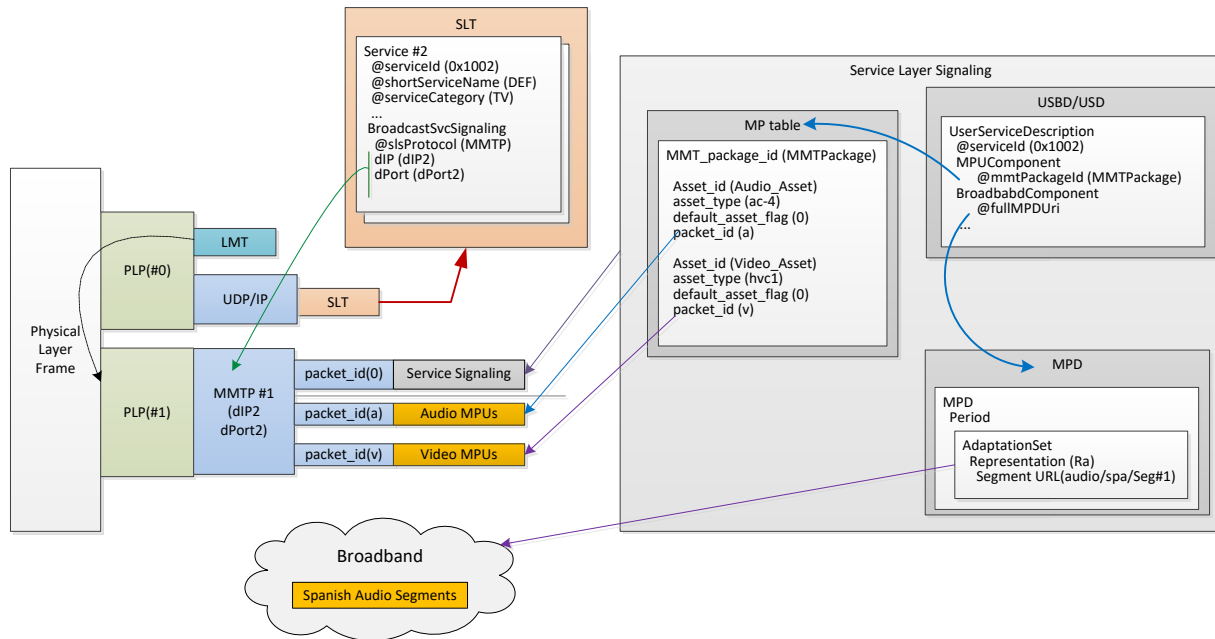 SLT
Service #2
@serviceId (0x1002)
@shortServiceName (DEF)
@serviceCategory (TV)
...
BroadcastSvcSignaling
@slsProtocol (MMTP)
dIP (dIP2)
dPort (dPort2)
Physical
Layer
Frame
PLP(#0)
LMT
UDP/IP
SLT
PLP(#1)
MMTP #1
(dIP2
dPort2)
packet_id(0)
Service Signaling
packet_id(a)
Audio MPUs
packet_id(v)
Video MPUs
Broadband
Spanish Audio Segments
Service Layer Signaling
MP table
MMT_package_id (MMTPackage)
Asset_id (Audio_Asset)
asset_type (ac-4)
default_asset_flag (0)
packet_id (a)
Asset_id (Video_Asset)
asset_type (hvc1)
default_asset_flag (0)
packet_id (v)
USBD/USD
UserServiceDescription
@serviceId (0x1002)
MPUComponent
@mmtPackageId (MMTPackage)
BroadbabdComponent
@fullMPDUri
...
MPD
MPD
Period
AdaptationSet
Representation (Ra)
Segment URL(audio/spa/Seg#1)